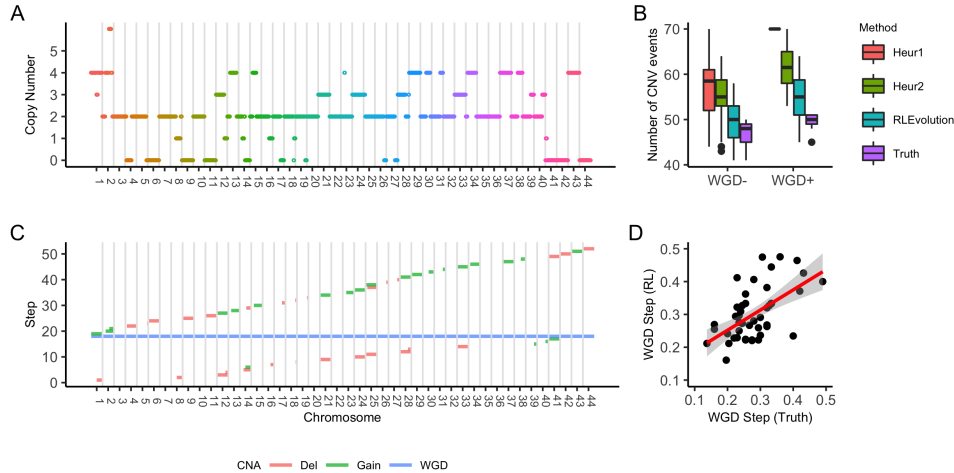 A
Copy Number
5
4
3
2
1
0
1 2 3 4 5 6 7 8 9 10 11 12 13 14 15 16 17 18 19 20 21 22 23 24 25 26 27 28 29 30 31 32 33 34 35 36 37 38 39 40 41 42 43 44
B
Number of CNV events
70
60
50
40
WGD-
WGD+
Method
Heur1
Heur2
RLEvolution
Truth
C
Step
50
40
30
20
10
0
1 2 3 4 5 6 7 8 9 10 11 12 13 14 15 16 17 18 19 20 21 22 23 24 25 26 27 28 29 30 31 32 33 34 35 36 37 38 39 40 41 42 43 44
Chromosome
CNA
Del
Gain
WGD
D
WGD Step (RL)
0.5
0.4
0.3
0.2
0.1
0.1 0.2 0.3 0.4 0.5
WGD Step (Truth)